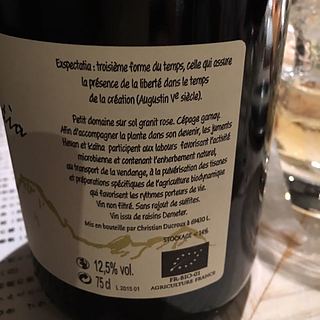 Exspectatia : troisième forme du temps, celle qui assure
la présence de la liberté dans le temps
de la création (Augustin Ve siècle).
Petit domaine sur sol granit rose. Cépage gamay.
Afin d'accompagner la plante dans son devenir, les juments
Hevan et Kalina participent aux labours favorisant l'activité
microbienne et contenant l'enherbement naturel,
au transport de la vendange, à la pulvérisation des tisanes
et préparations spécifiques de l'agriculture biodynamique
qui favorisent les rythmes porteurs de vie.
Vin non filtré. Sans rajout de sulfites.
Vin issu de raisins Demeter.
Mis en bouteille par Christian Ducroux à 69430 L.
STOCKAGE < 14°C
12,5% vol.
75 cl L 2015 01
FR-BIO-01
AGRICULTURE FRANCE